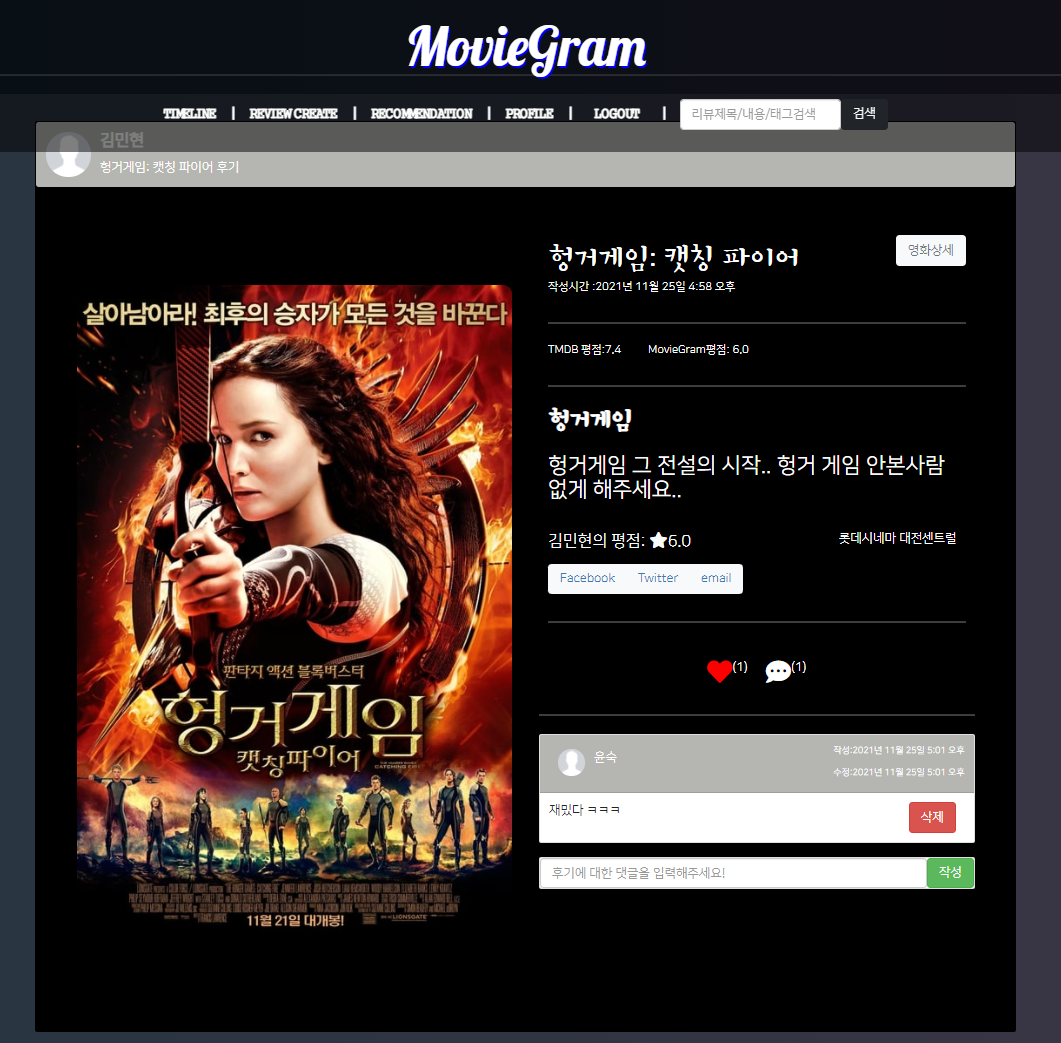 MovieGram
TIMELINE | REVIEW CREATE | RECOMMENDATION | PROFILE | LOGOUT | 리뷰제목/내용/태그검색 검색
김민현
헝거게임: 캣칭 파이어 후기
헝거게임: 캣칭 파이어 영화상세
작성시간 :2021년 11월 25일 4:58 오후
TMDB 평점:7.4 MovieGram평점: 6.0
헝거게임
헝거게임 그 전설의 시작.. 헝거 게임 안본사람
없게 해주세요..
김민현의 평점: ★6.0 롯데시네마 대전센트럴
Facebook Twitter email
(1) (1)
윤숙
작성:2021년 11월 25일 5:01 오후
수정:2021년 11월 25일 5:01 오후
재밌다 ㅋㅋㅋ 삭제
후기에 대한 댓글을 입력해주세요! 작성
살아남아라! 최후의 승자가 모든 것을 바꾼다
판타지 액션 블록버스터
헝거게임
캣칭파이어
THE HUNGER GAMES
CATCHING FIRE
11월 21일 대개봉!
LIONSGATE